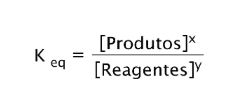 K eq = [Produtos]ˣ
[Reagentes]ʸ